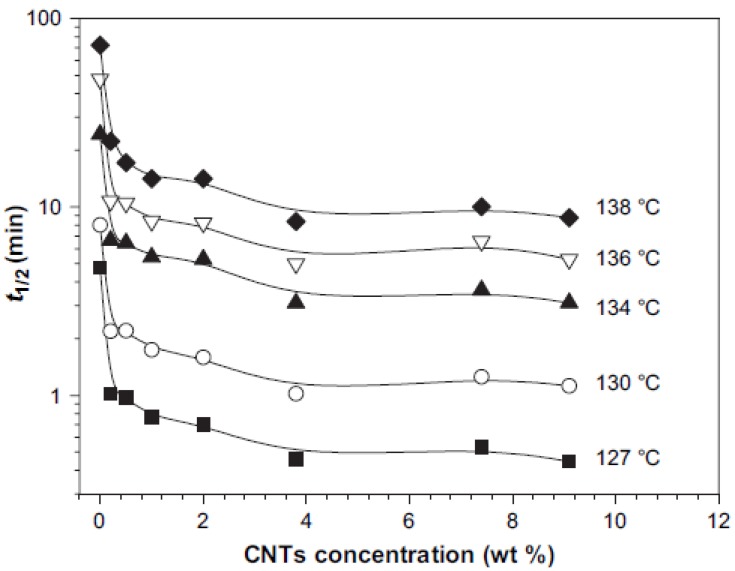 100
10
1
t1/2 (min)
138 °C
136 °C
134 °C
130 °C
127 °C
0 2 4 6 8 10 12
CNTs concentration (wt %)